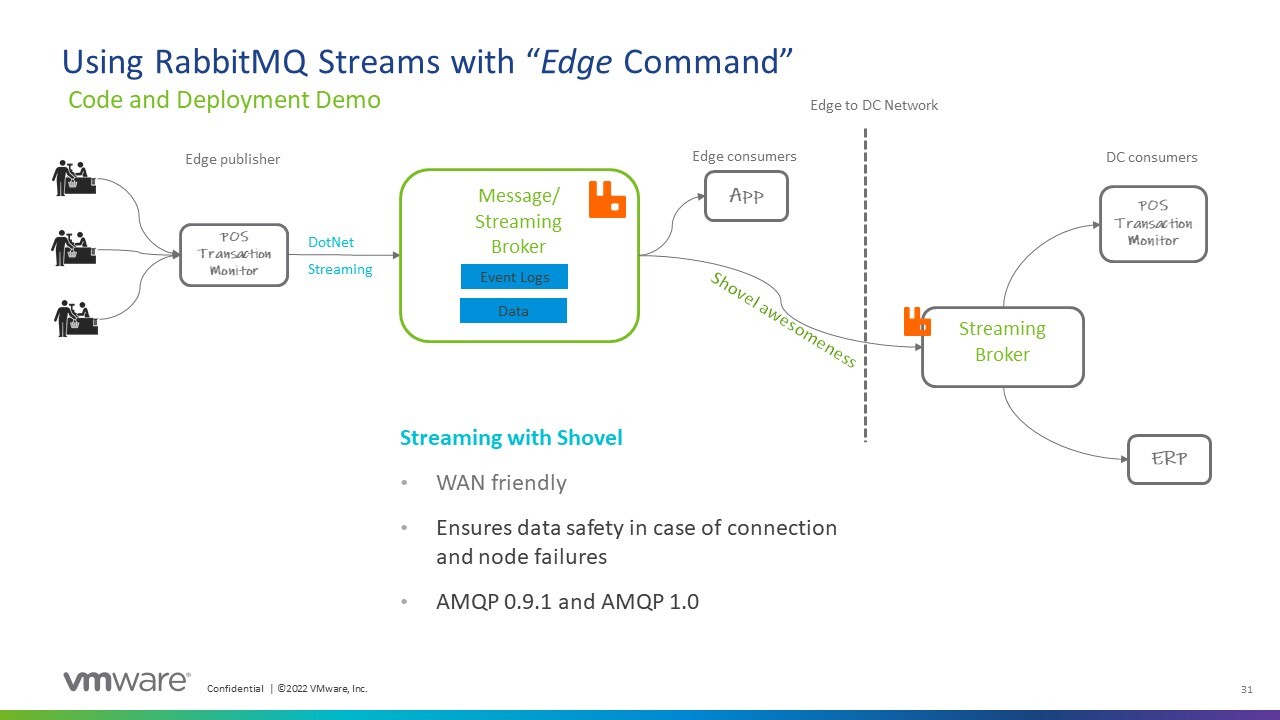 Using RabbitMQ Streams with “Edge Command”
Code and Deployment Demo
Edge to DC Network
Edge publisher
Edge consumers
DC consumers
POS
Transaction
Monitor
DotNet
Streaming
Message/
Streaming
Broker
Event Logs
Data
APP
Shovel awesomeness
POS
Transaction
Monitor
Streaming
Broker
ERP
Streaming with Shovel
• WAN friendly
• Ensures data safety in case of connection
and node failures
• AMQP 0.9.1 and AMQP 1.0
vmware®
Confidential | ©2022 VMware, Inc.
31